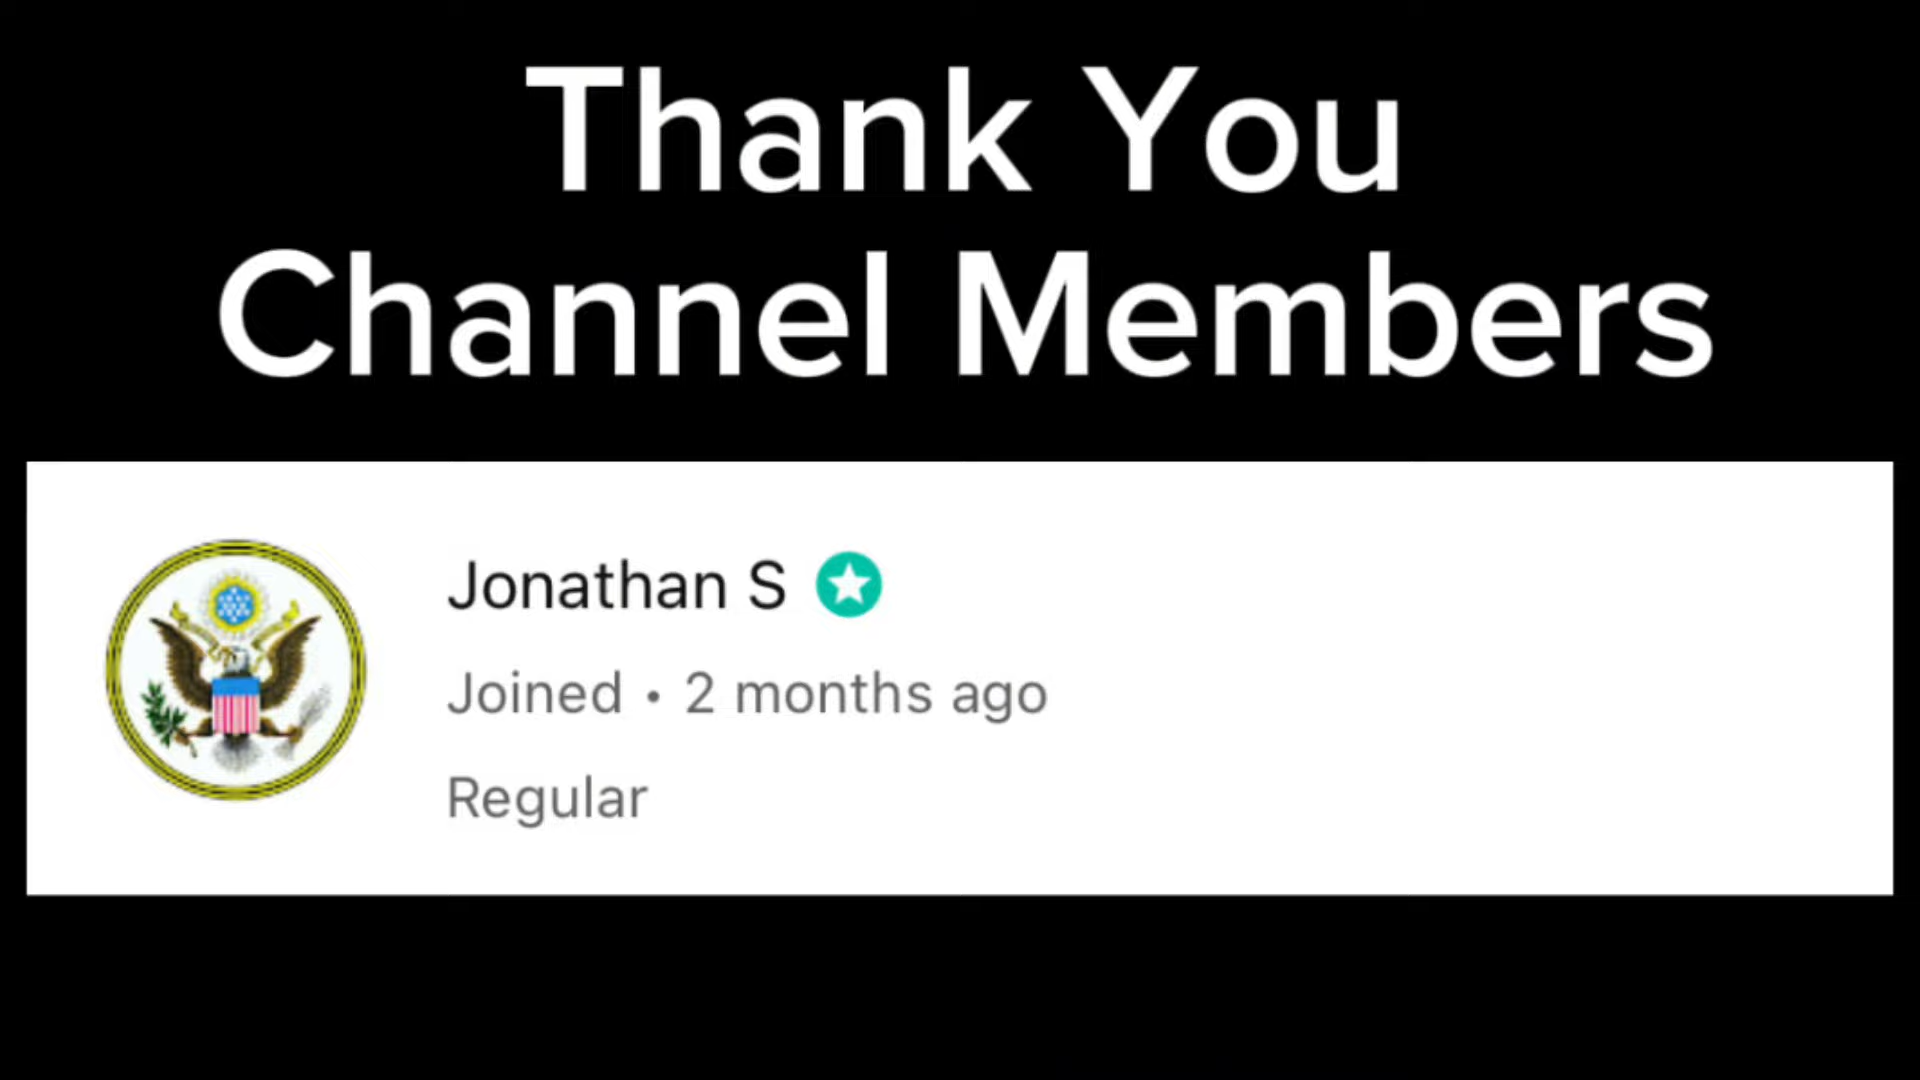 Thank You
Channel Members
Jonathan S
Joined • 2 months ago
Regular